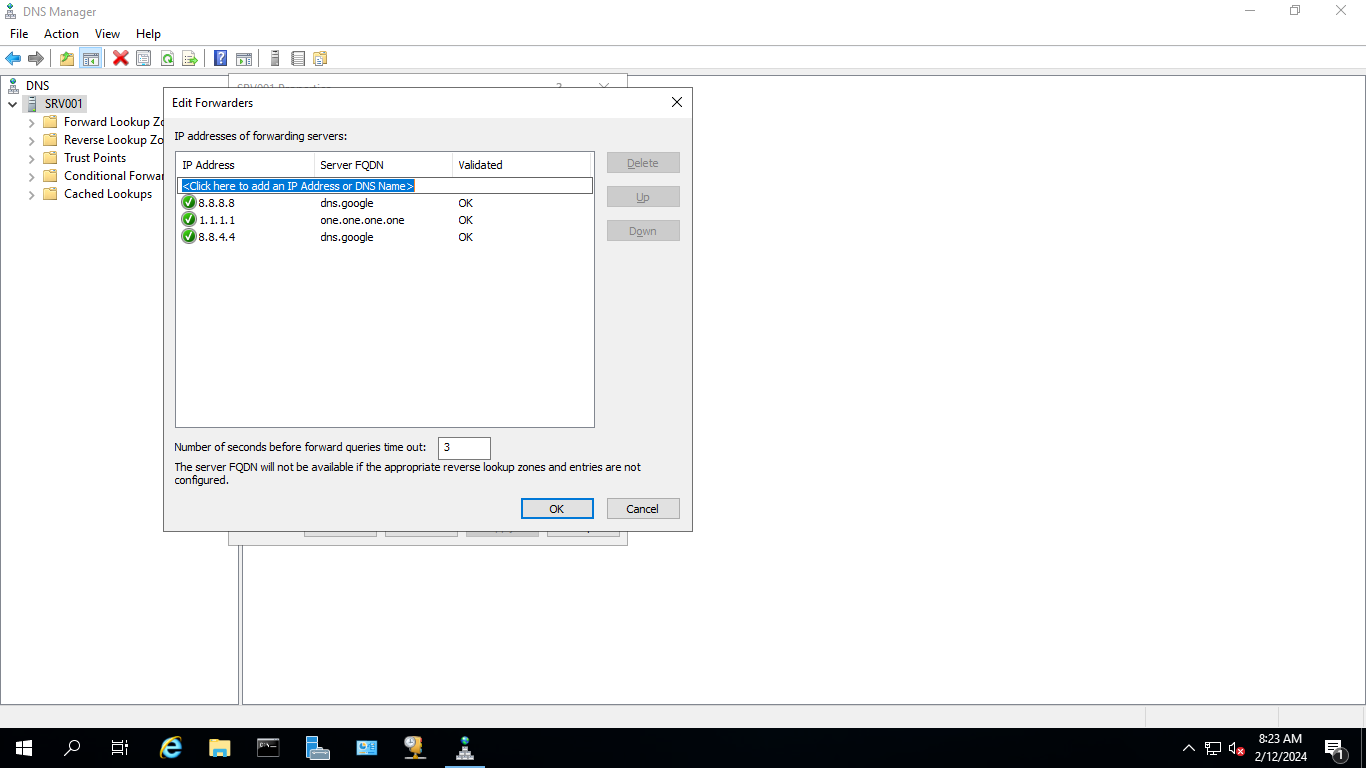 DNS Manager
File Action View Help
DNS
SRV001
Forward Lookup Zo
Reverse Lookup Zo
Trust Points
Conditional Forwar
Cached Lookups
Edit Forwarders
IP addresses of forwarding servers:
IP Address Server FQDN Validated
<Click here to add an IP Address or DNS Name>
8.8.8.8 dns.google OK
1.1.1.1 one.one.one.one OK
8.8.4.4 dns.google OK
Delete
Up
Down
Number of seconds before forward queries time out: 3
The server FQDN will not be available if the appropriate reverse lookup zones and entries are not
configured.
OK Cancel
8:23 AM
2/12/2024
1